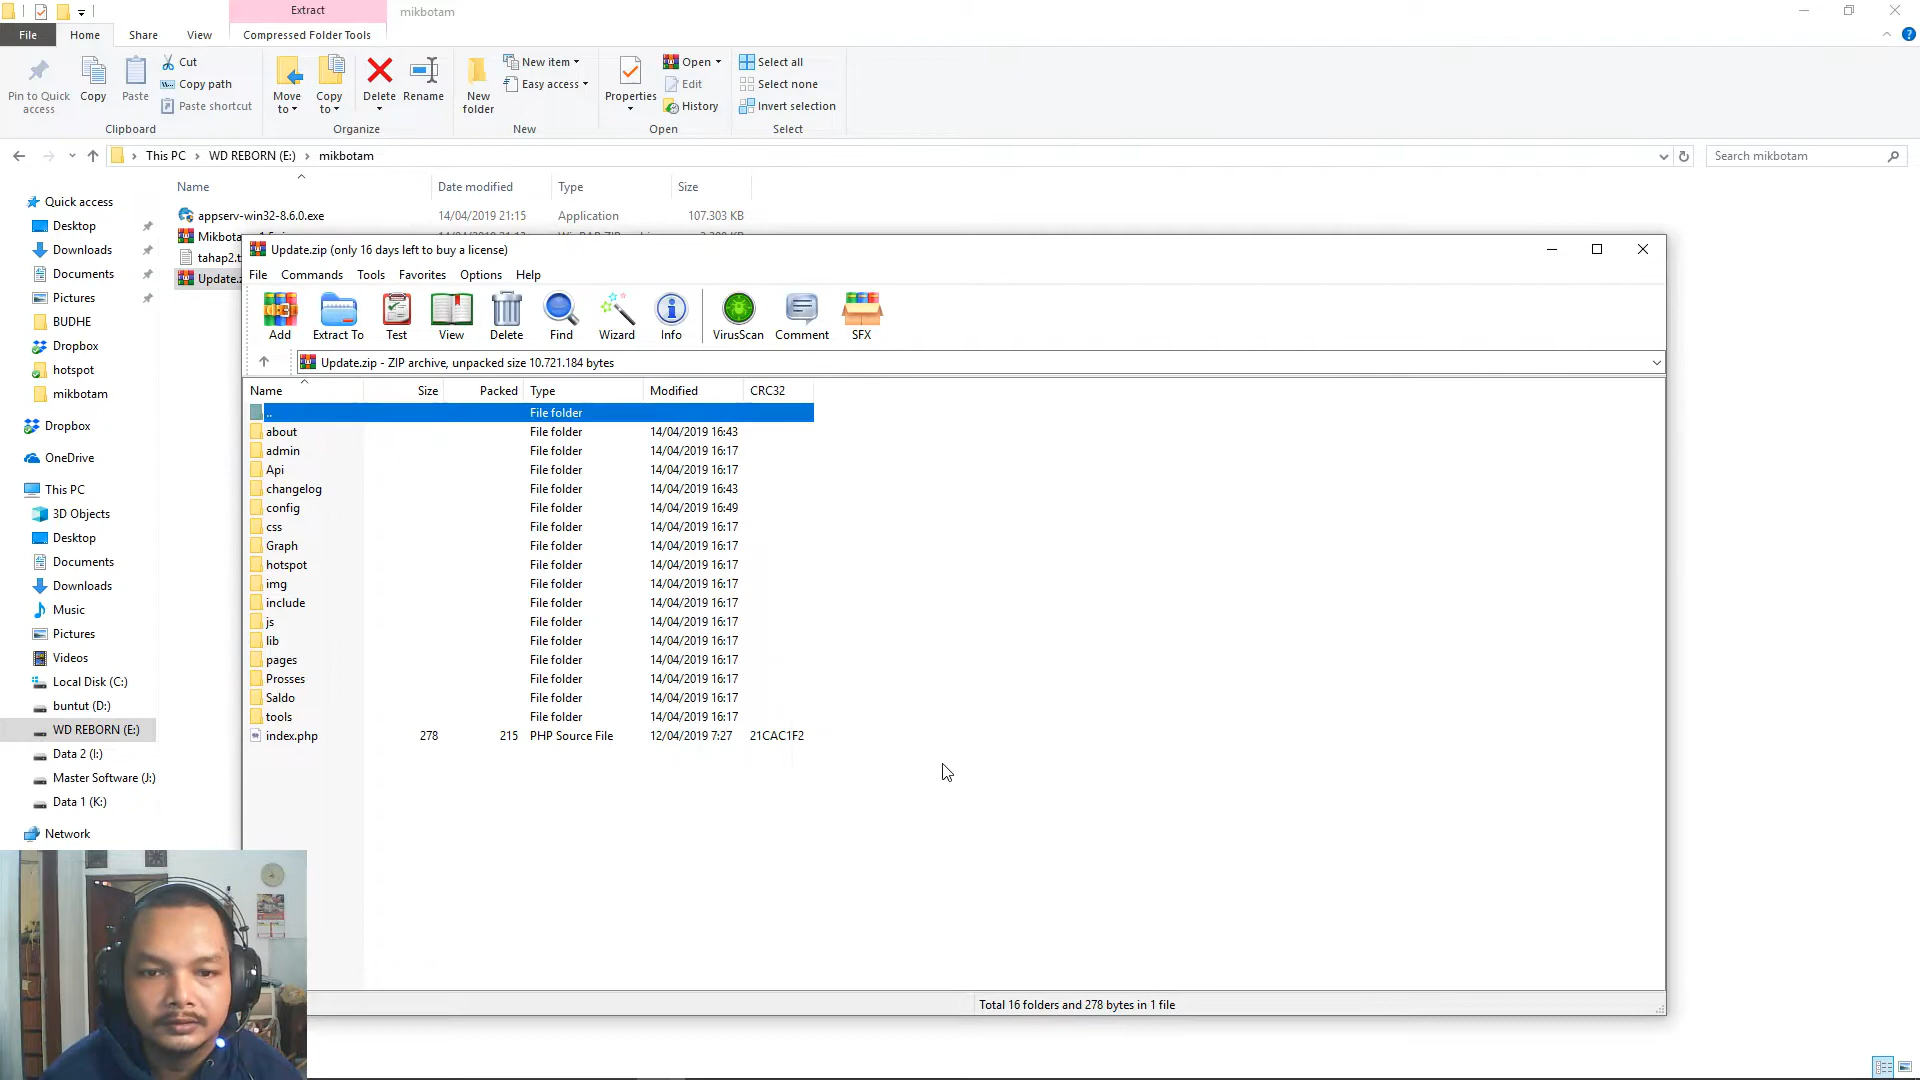 Extract
mikbotam
File Home Share View Compressed Folder Tools
Pin to Quick access
Copy
Paste
Cut
Copy path
Paste shortcut
Clipboard
Move to
Copy to
Delete
Rename
Organize
New folder
New item
Easy access
New
Properties
Open
Edit
History
Open
Select all
Select none
Invert selection
Select
This PC > WD REBORN (E:) > mikbotam
Search mikbotam
Name Date modified Type Size
appserv-win32-8.6.0.exe 14/04/2019 21:15 Application 107.303 KB
Update.zip (only 16 days left to buy a license)
File Commands Tools Favorites Options Help
Add Extract To Test View Delete Find Wizard Info VirusScan Comment SFX
Update.zip - ZIP archive, unpacked size 10.721.184 bytes
Name Size Packed Type Modified CRC32
.. File folder
about File folder 14/04/2019 16:43
admin File folder 14/04/2019 16:17
Api File folder 14/04/2019 16:17
changelog File folder 14/04/2019 16:43
config File folder 14/04/2019 16:49
css File folder 14/04/2019 16:17
Graph File folder 14/04/2019 16:17
hotspot File folder 14/04/2019 16:17
img File folder 14/04/2019 16:17
include File folder 14/04/2019 16:17
js File folder 14/04/2019 16:17
lib File folder 14/04/2019 16:17
pages File folder 14/04/2019 16:17
Prosses File folder 14/04/2019 16:17
Saldo File folder 14/04/2019 16:17
tools File folder 14/04/2019 16:17
index.php 278 215 PHP Source File 12/04/2019 7:27 21CAC1F2
Total 16 folders and 278 bytes in 1 file
Quick access
Desktop
Downloads
Documents
Pictures
BUDHE
Dropbox
hotspot
mikbotam
Dropbox
OneDrive
This PC
3D Objects
Desktop
Documents
Downloads
Music
Pictures
Videos
Local Disk (C:)
buntut (D:)
WD REBORN (E:)
Data 2 (I:)
Master Software (J:)
Data 1 (K:)
Network